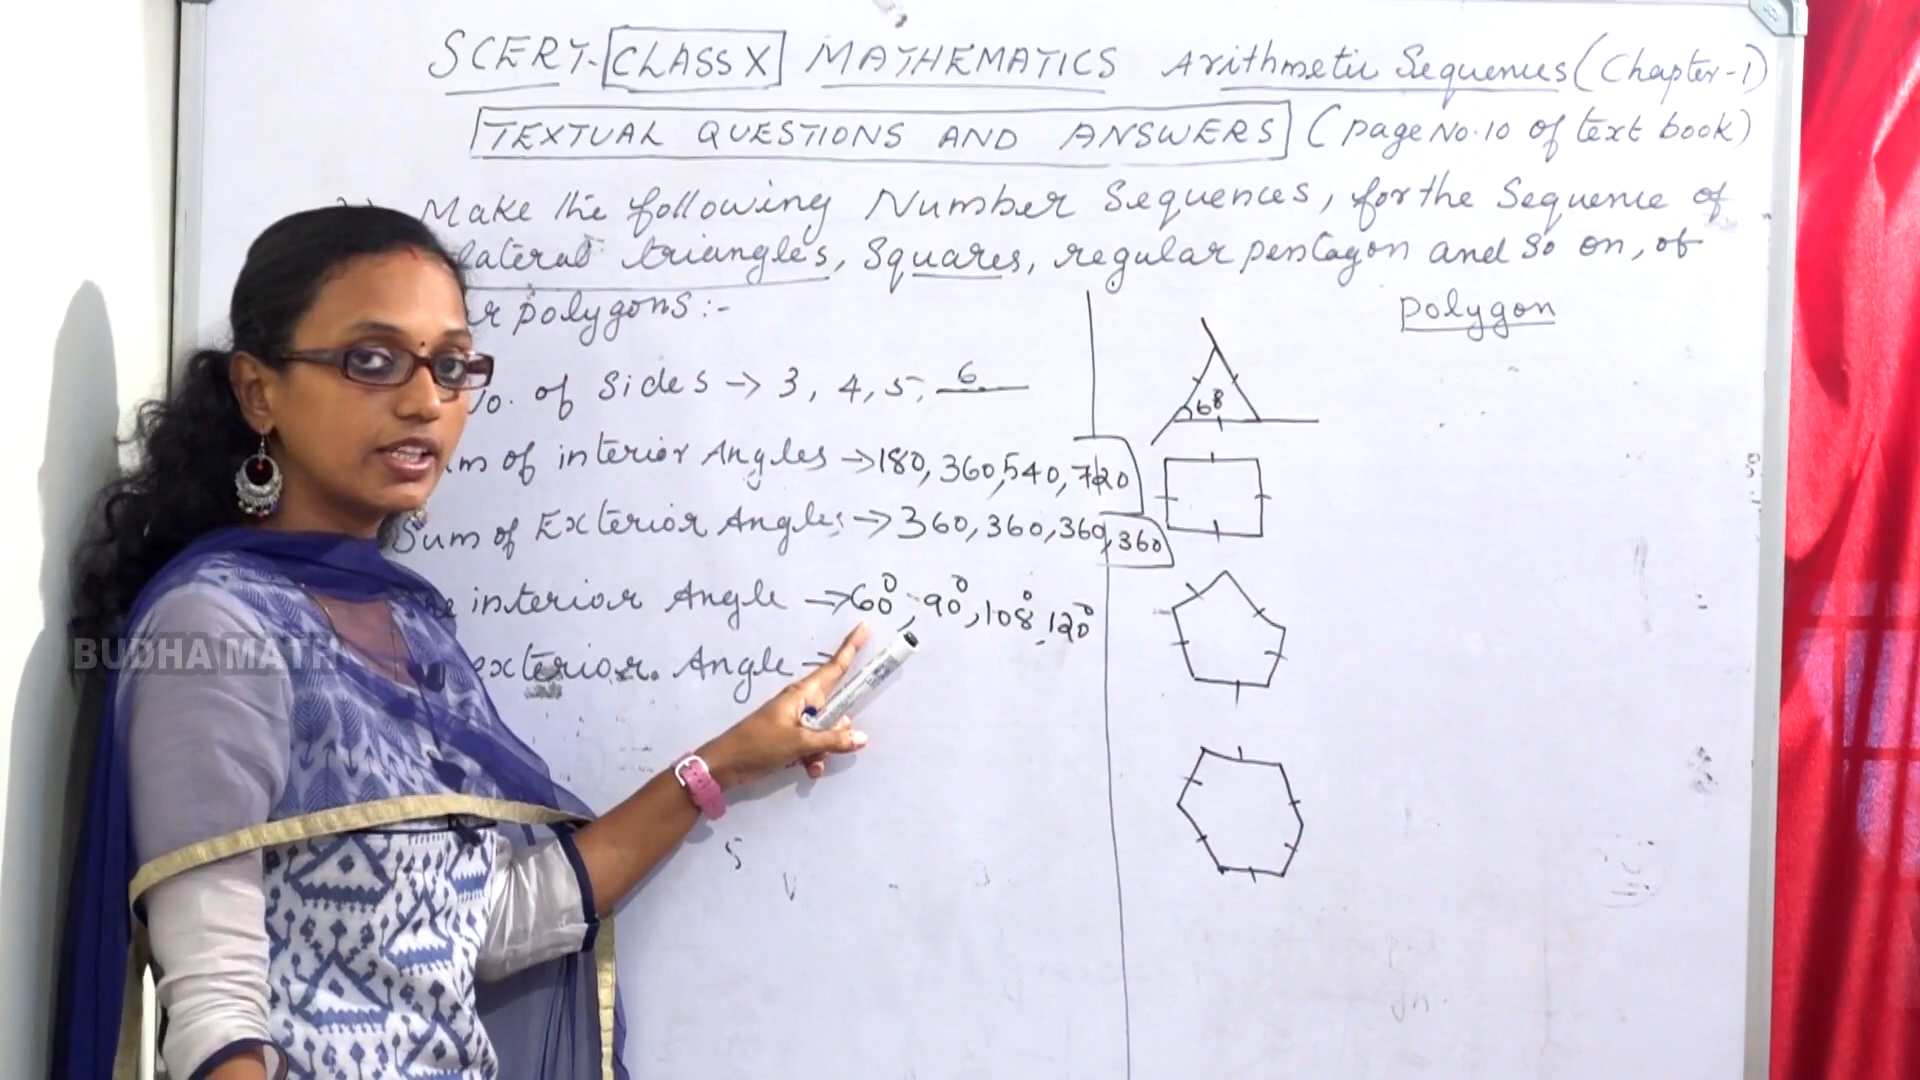 SCERT- CLASS X MATHEMATICS Arithmetic Sequences (Chapter-1)
TEXTUAL QUESTIONS AND ANSWERS (page No.10 of text book)
Make the following Number Sequences, for the Sequence of
lateral triangles, Squares, regular pentagon and so on, of
polygons:-
polygon
No. of Sides → 3, 4, 5, 6
of interior Angles → 180, 360, 540, 720
Sum of Exterior Angles → 360, 360, 360, 360
interior Angle → 60°, 90°, 108°, 120°
exterior Angle →
60°
BUDHA MATH